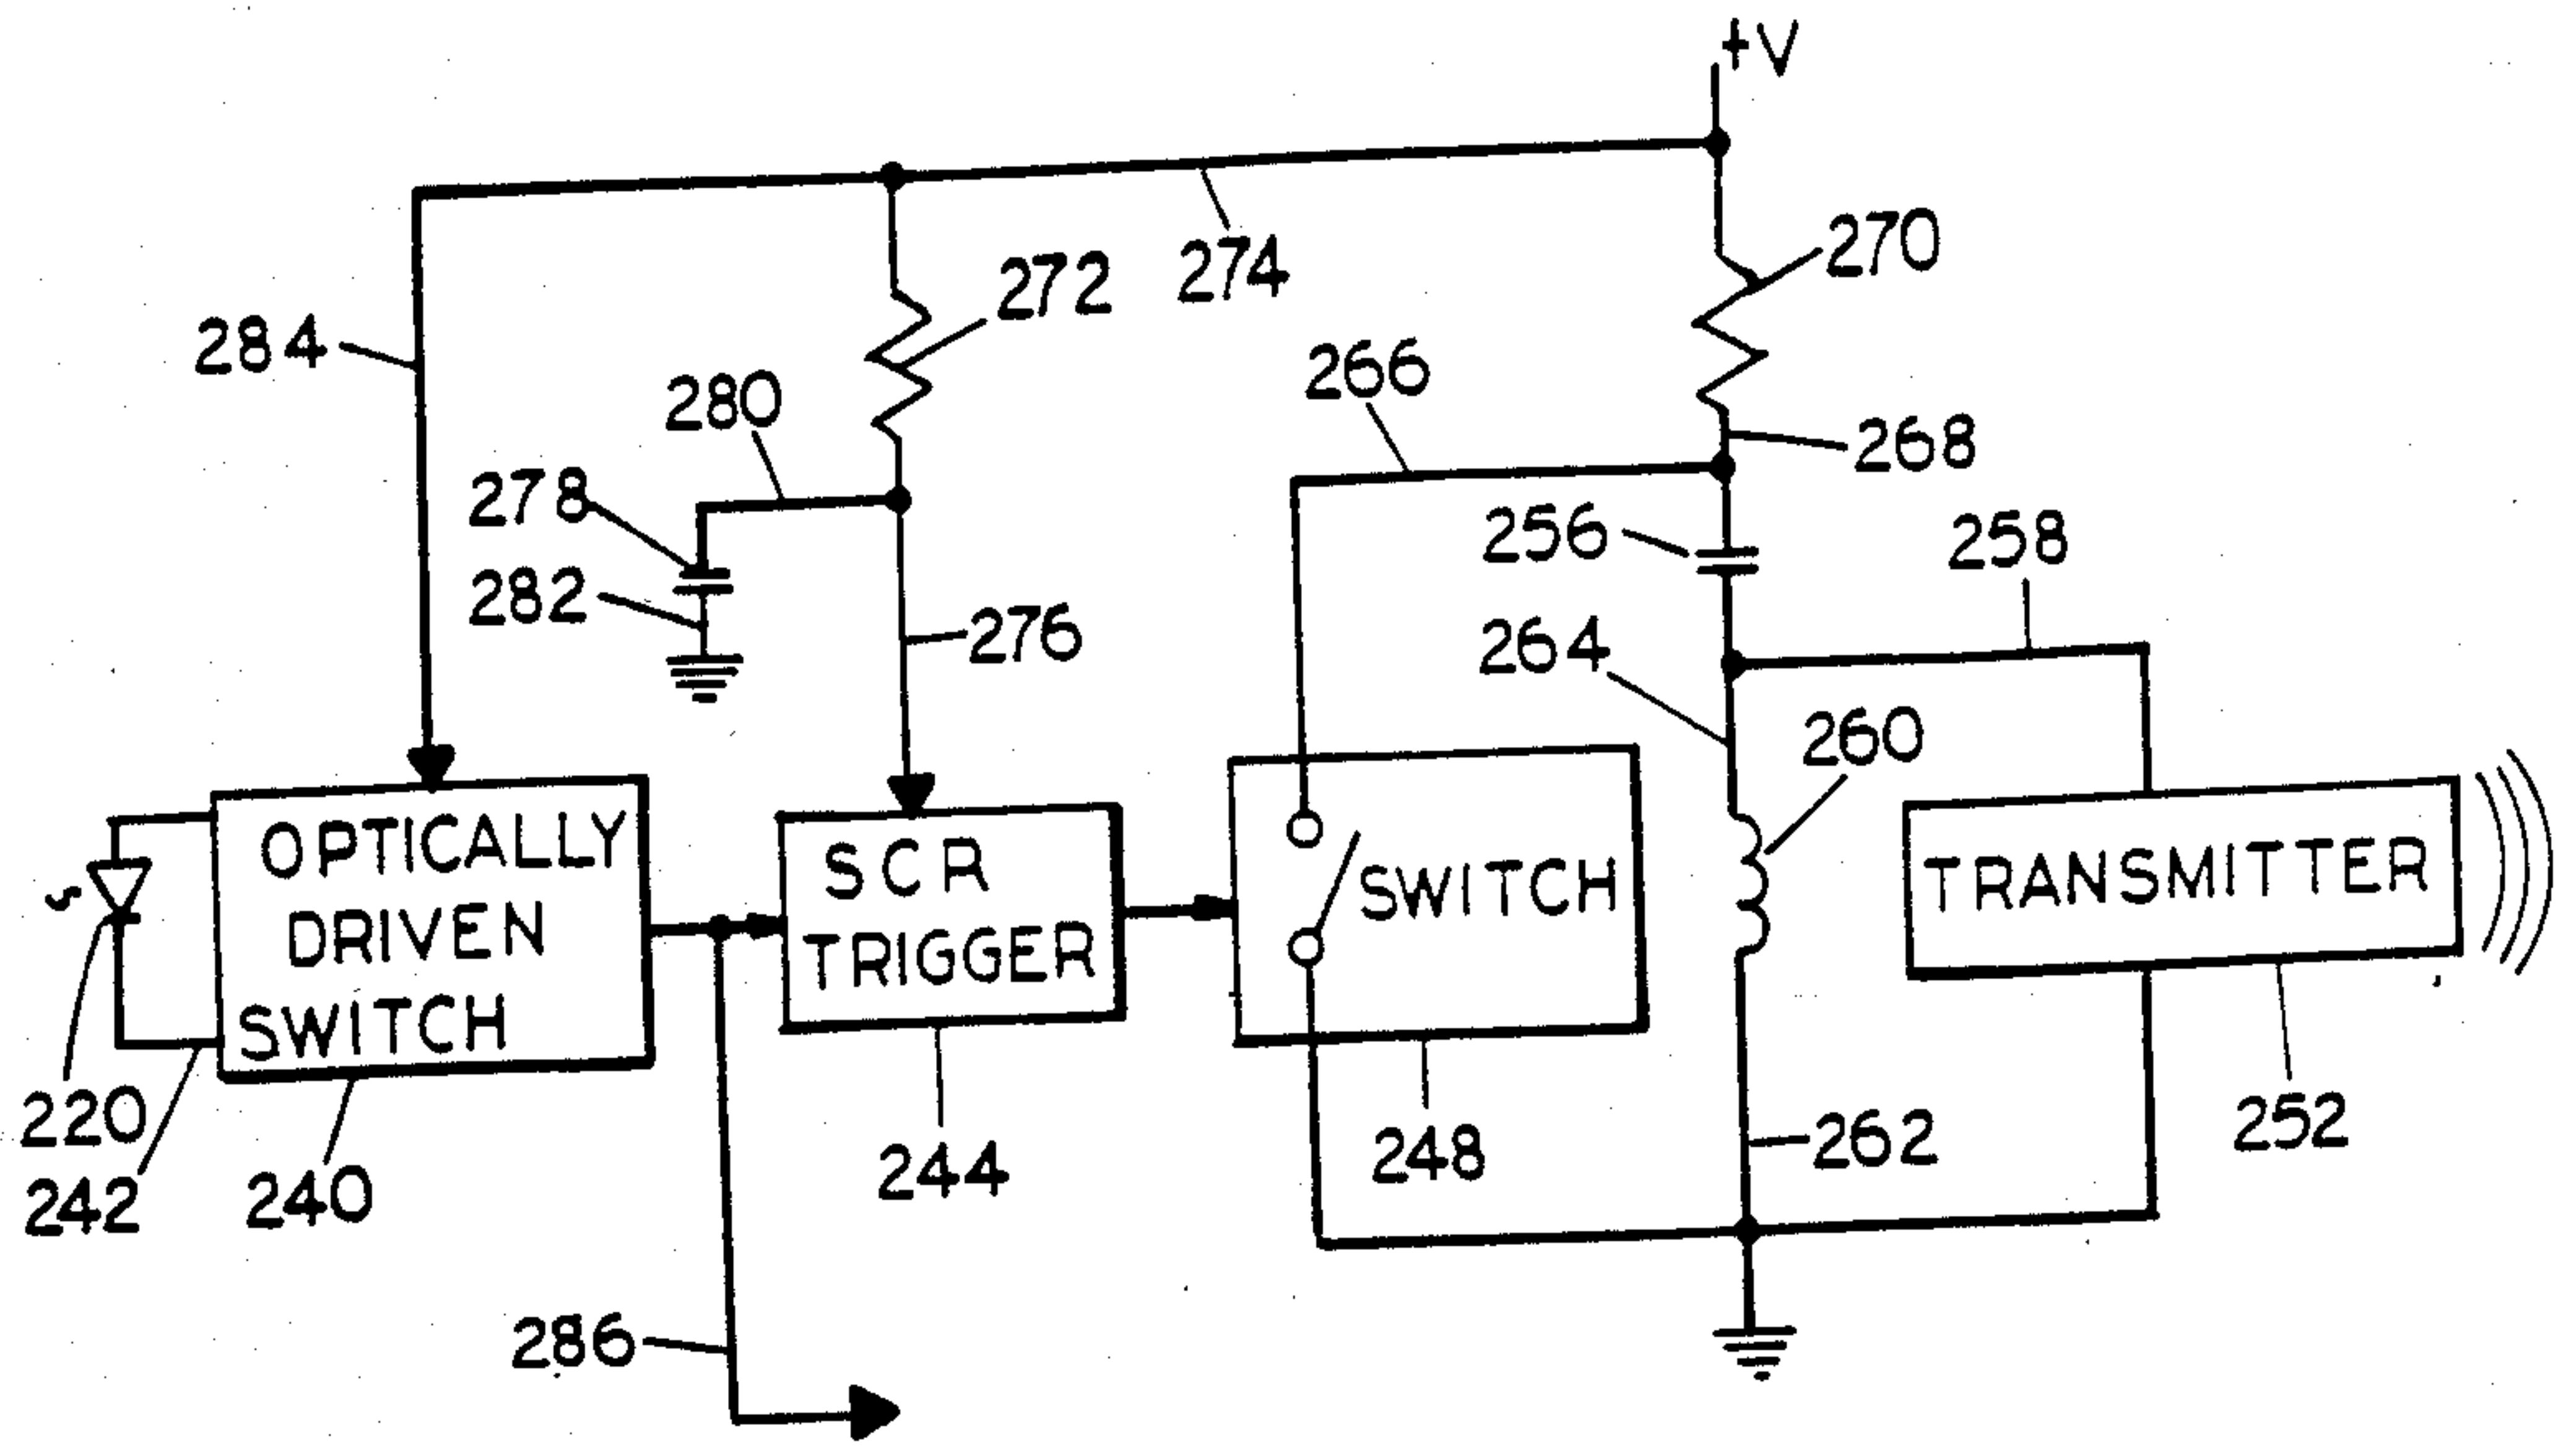 +V
270
272
274
284
266
280
268
278
256
258
282
276
264
260
OPTICALLY
DRIVEN
SWITCH
SCR
TRIGGER
SWITCH
TRANSMITTER
220
242
240
244
248
262
252
286